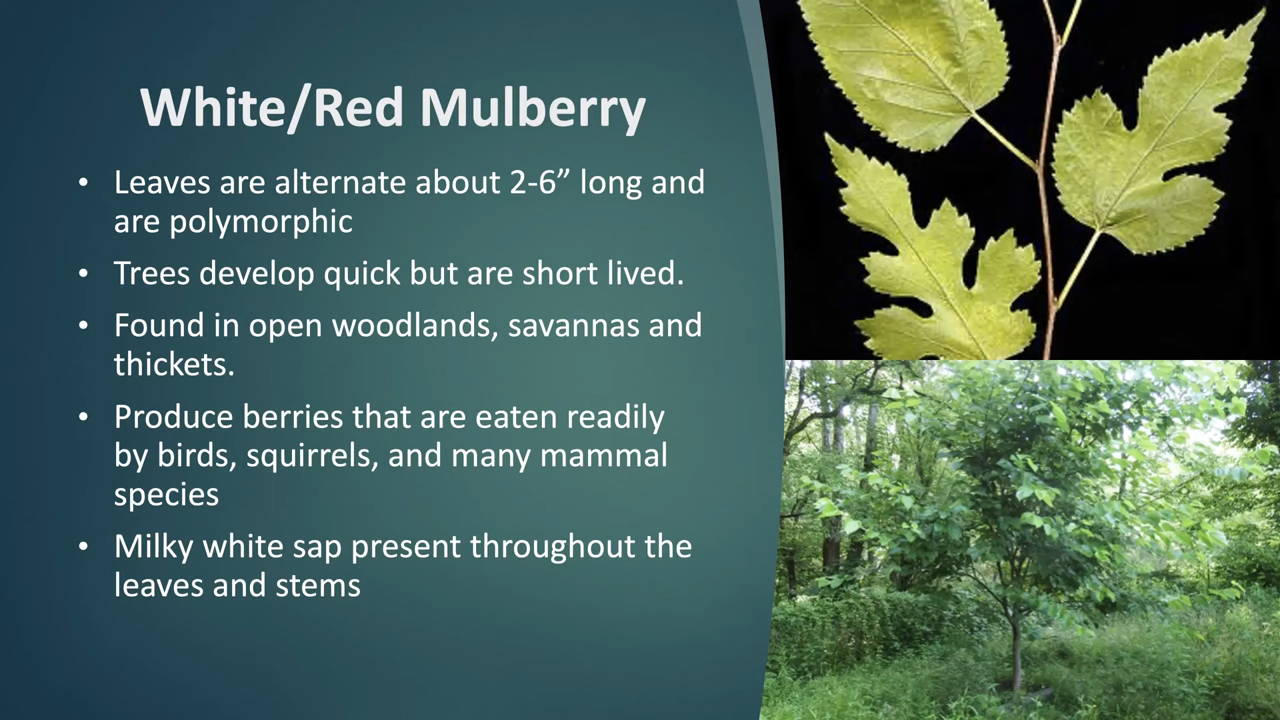 White/Red Mulberry
• Leaves are alternate about 2-6” long and
are polymorphic
• Trees develop quick but are short lived.
• Found in open woodlands, savannas and
thickets.
• Produce berries that are eaten readily
by birds, squirrels, and many mammal
species
• Milky white sap present throughout the
leaves and stems